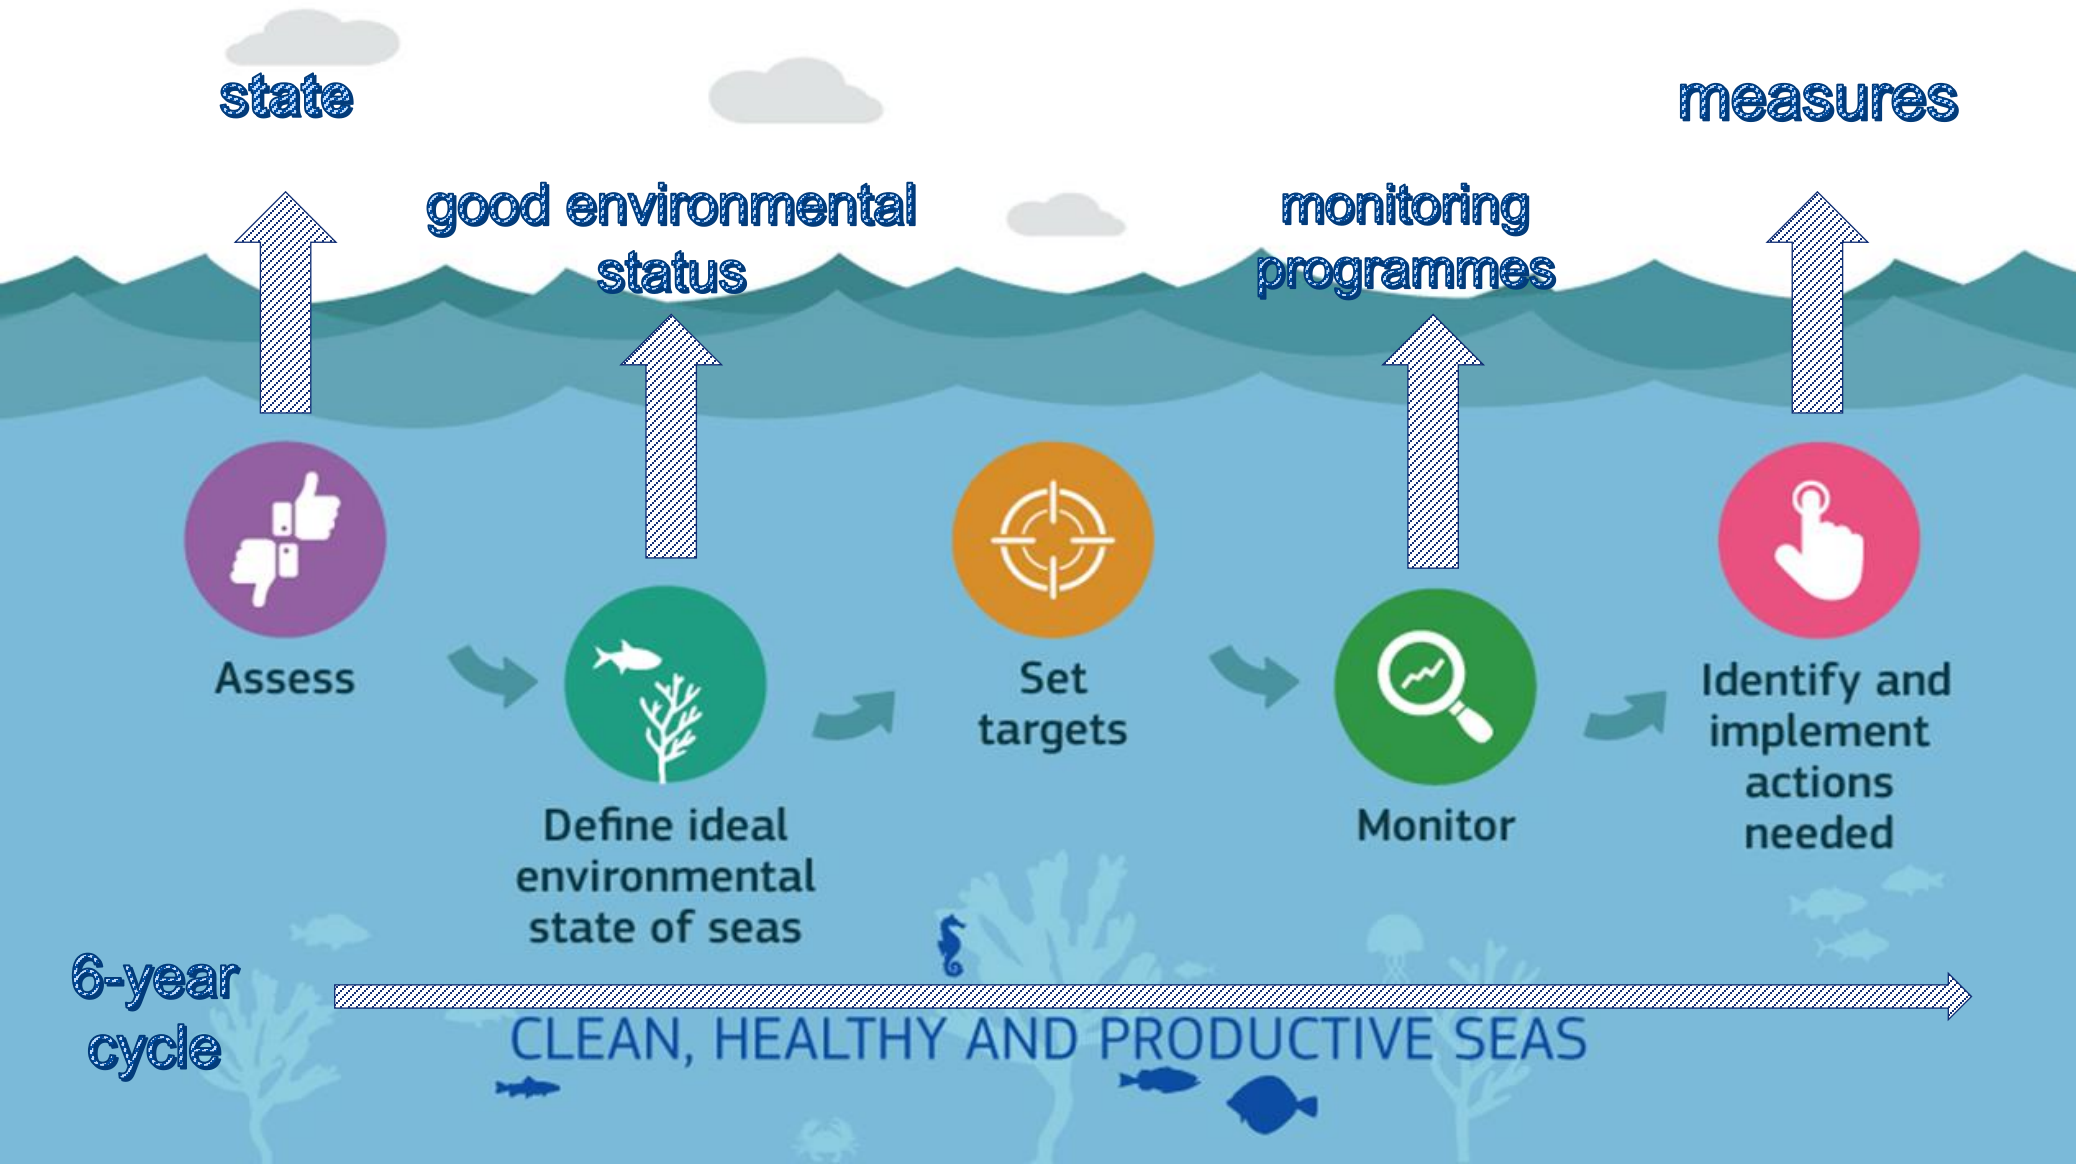 state
measures
good environmental
status
monitoring
programmes
Assess
Define ideal
environmental
state of seas
Set
targets
Monitor
Identify and
implement
actions
needed
6-year
cycle
CLEAN, HEALTHY AND PRODUCTIVE SEAS